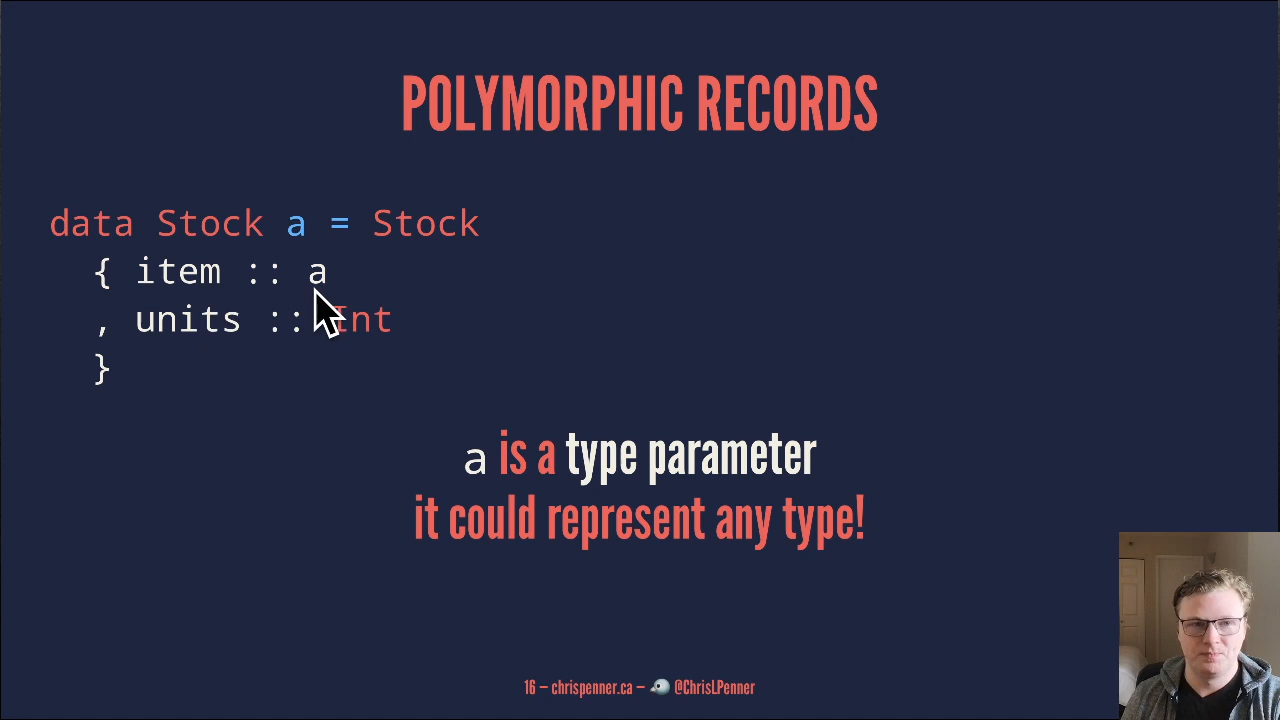 POLYMORPHIC RECORDS
data Stock a = Stock
{ item :: a
, units :: Int
}
a is a type parameter
it could represent any type!
16 – chrispenner.ca – @ChrisLPenner